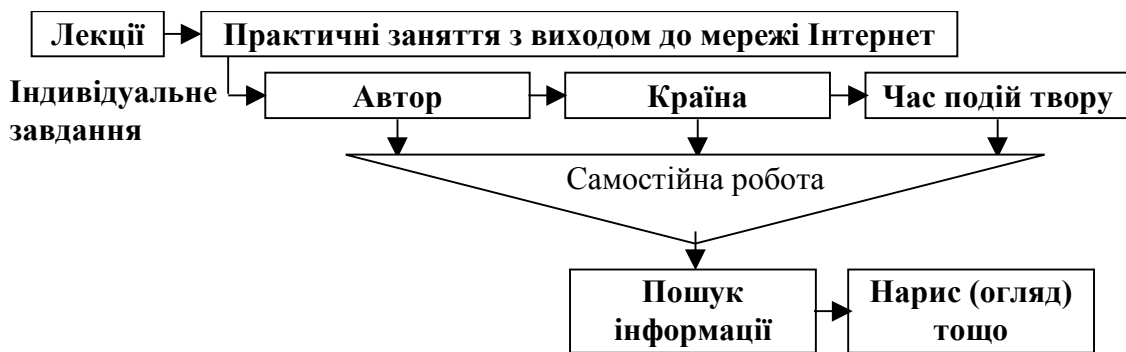 Лекції
Практичні заняття з виходом до мережі Інтернет
Індивідуальне
завдання
Автор
Країна
Час подій твору
Самостійна робота
Пошук
інформації
Нарис (огляд)
тощо